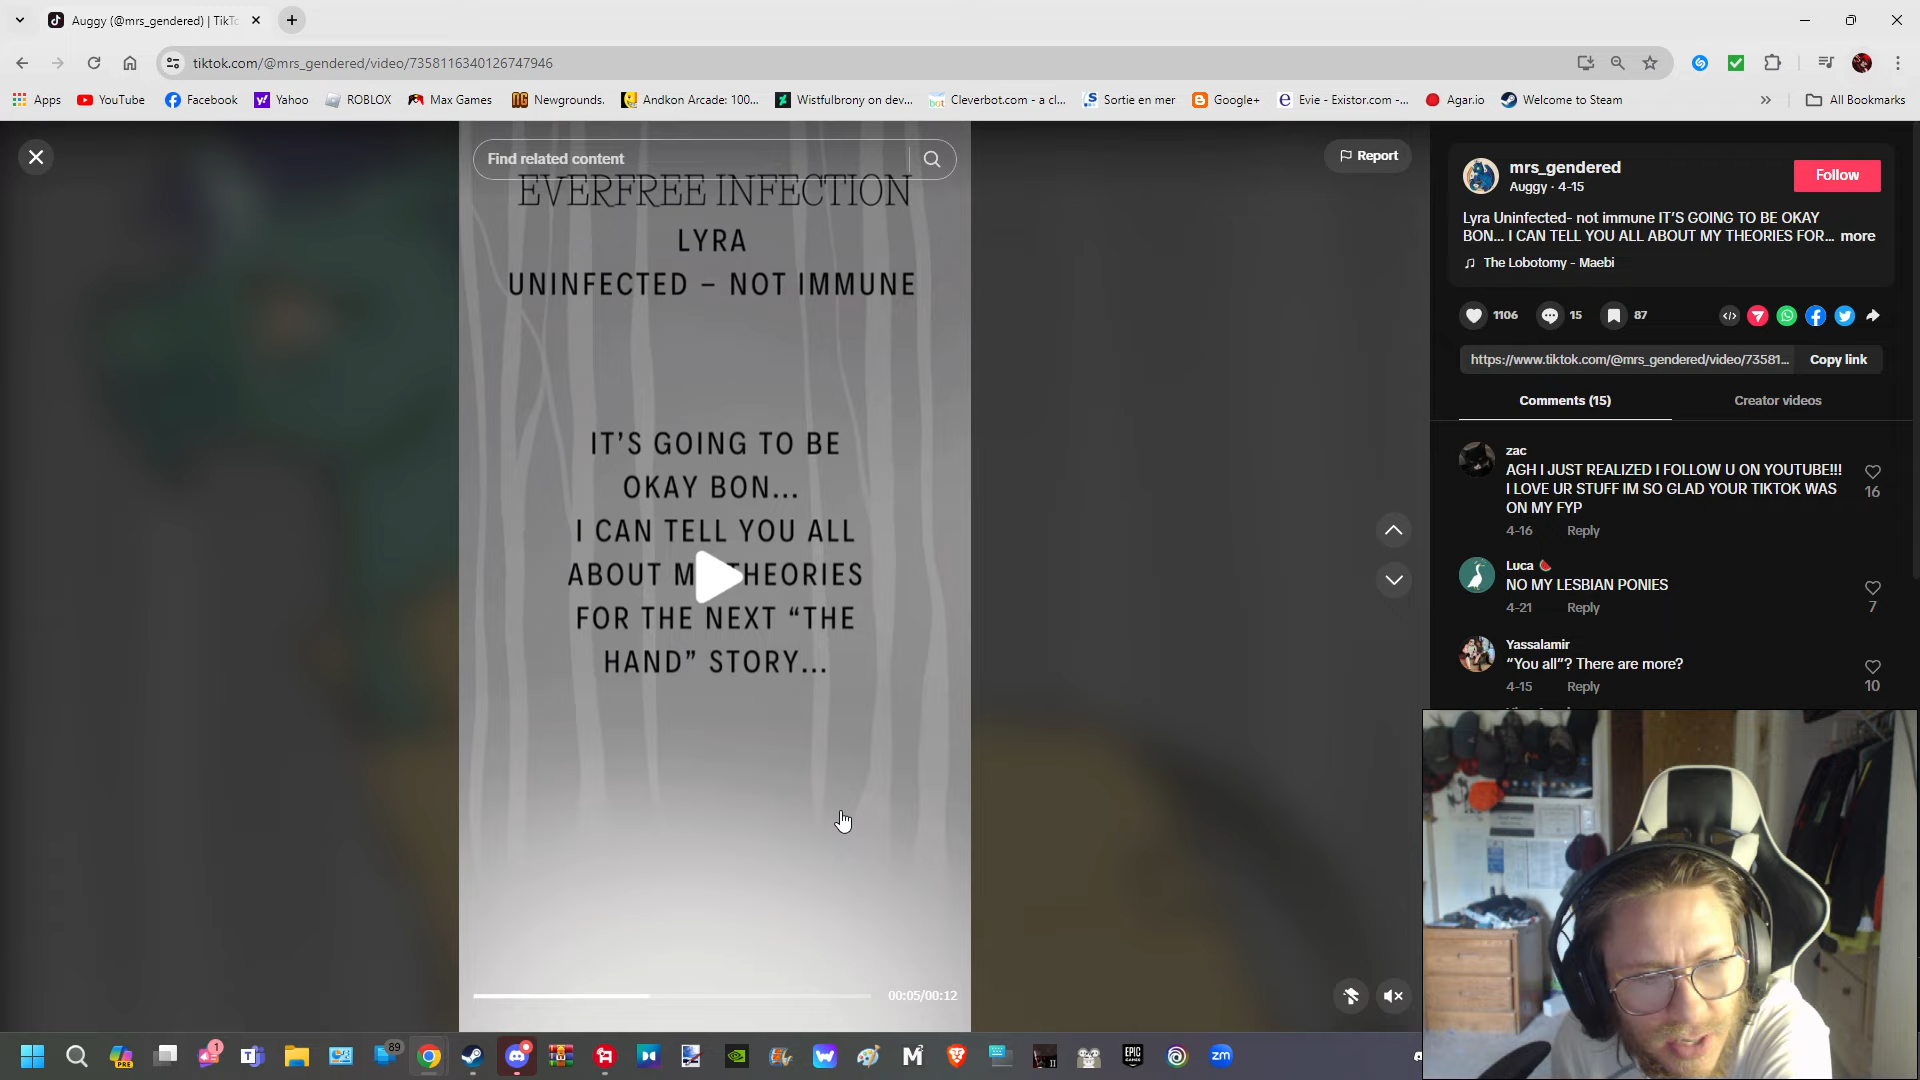 Auggy (@mrs_gendered) | TikTo
tiktok.com/@mrs_gendered/video/7358116340126747946
Apps
YouTube
Facebook
Yahoo
ROBLOX
Max Games
Newgrounds.
Andkon Arcade: 100...
Wistfulbrony on dev...
Cleverbot.com - a cl...
Sortie en mer
Google+
Evie - Existor.com -...
Agar.io
Welcome to Steam
»
All Bookmarks
Find related content
Report
EVERFREE INFECTION
LYRA
UNINFECTED – NOT IMMUNE
IT'S GOING TO BE
OKAY BON...
I CAN TELL YOU ALL
ABOUT M THEORIES
FOR THE NEXT “THE
HAND” STORY...
00:05/00:12
mrs_gendered
Auggy · 4-15
Follow
Lyra Uninfected- not immune IT'S GOING TO BE OKAY
BON... I CAN TELL YOU ALL ABOUT MY THEORIES FOR... more
The Lobotomy - Maebi
1106
15
87
https://www.tiktok.com/@mrs_gendered/video/73581...
Copy link
Comments (15)
Creator videos
zac
AGH I JUST REALIZED I FOLLOW U ON YOUTUBE!!!
I LOVE UR STUFF IM SO GLAD YOUR TIKTOK WAS
ON MY FYP
16
4-16 Reply
Luca
NO MY LESBIAN PONIES
7
4-21 Reply
Yassalamir
“You all”? There are more?
10
4-15 Reply
PRE
1
89
II
EPIC
GAMES
zm